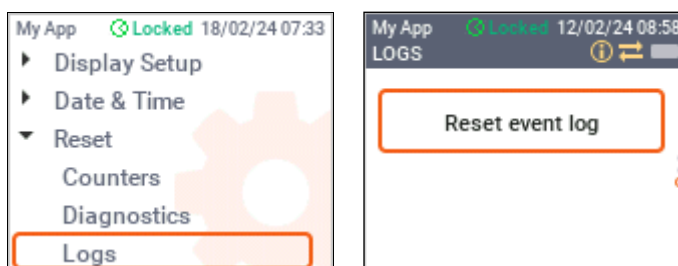 My App Locked 18/02/24 07:33
Display Setup
Date & Time
Reset
Counters
Diagnostics
Logs
My App Locked 12/02/24 08:58
LOGS
Reset event log